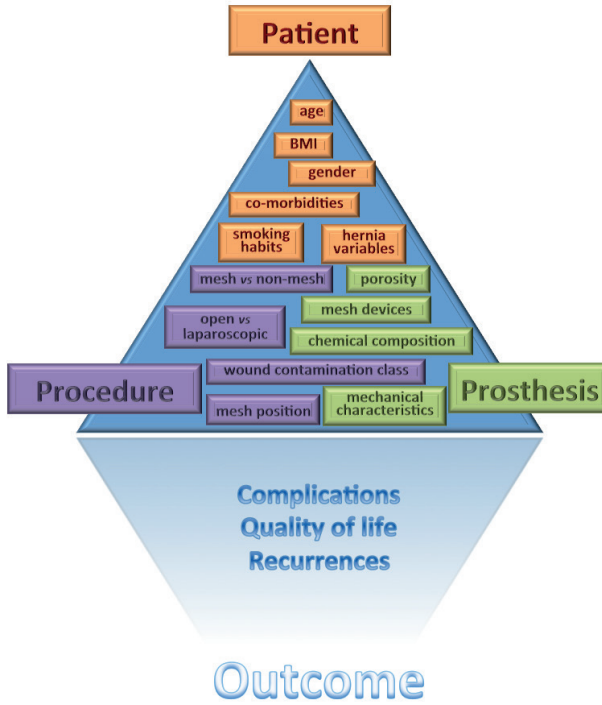 Patient
age
BMI
gender
co-morbidities
smoking
habits
hernia
variables
mesh vs non-mesh
porosity
mesh devices
open vs
laparoscopic
chemical composition
wound contamination class
Procedure
Prosthesis
mesh position
mechanical
characteristics
Complications
Quality of life
Recurrences
Outcome